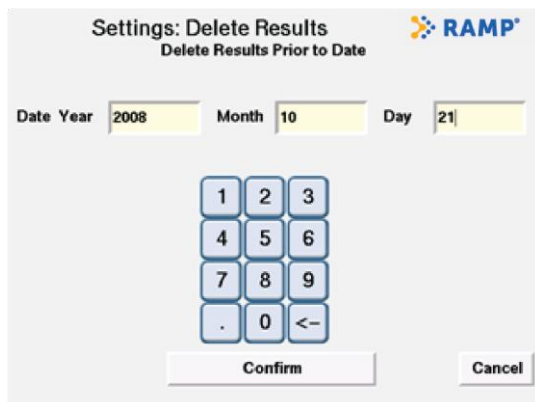 Settings: Delete Results
RAMP®
Delete Results Prior to Date
Date Year 2008 Month 10 Day 21
1 2 3
4 5 6
7 8 9
. 0 <-
Confirm Cancel